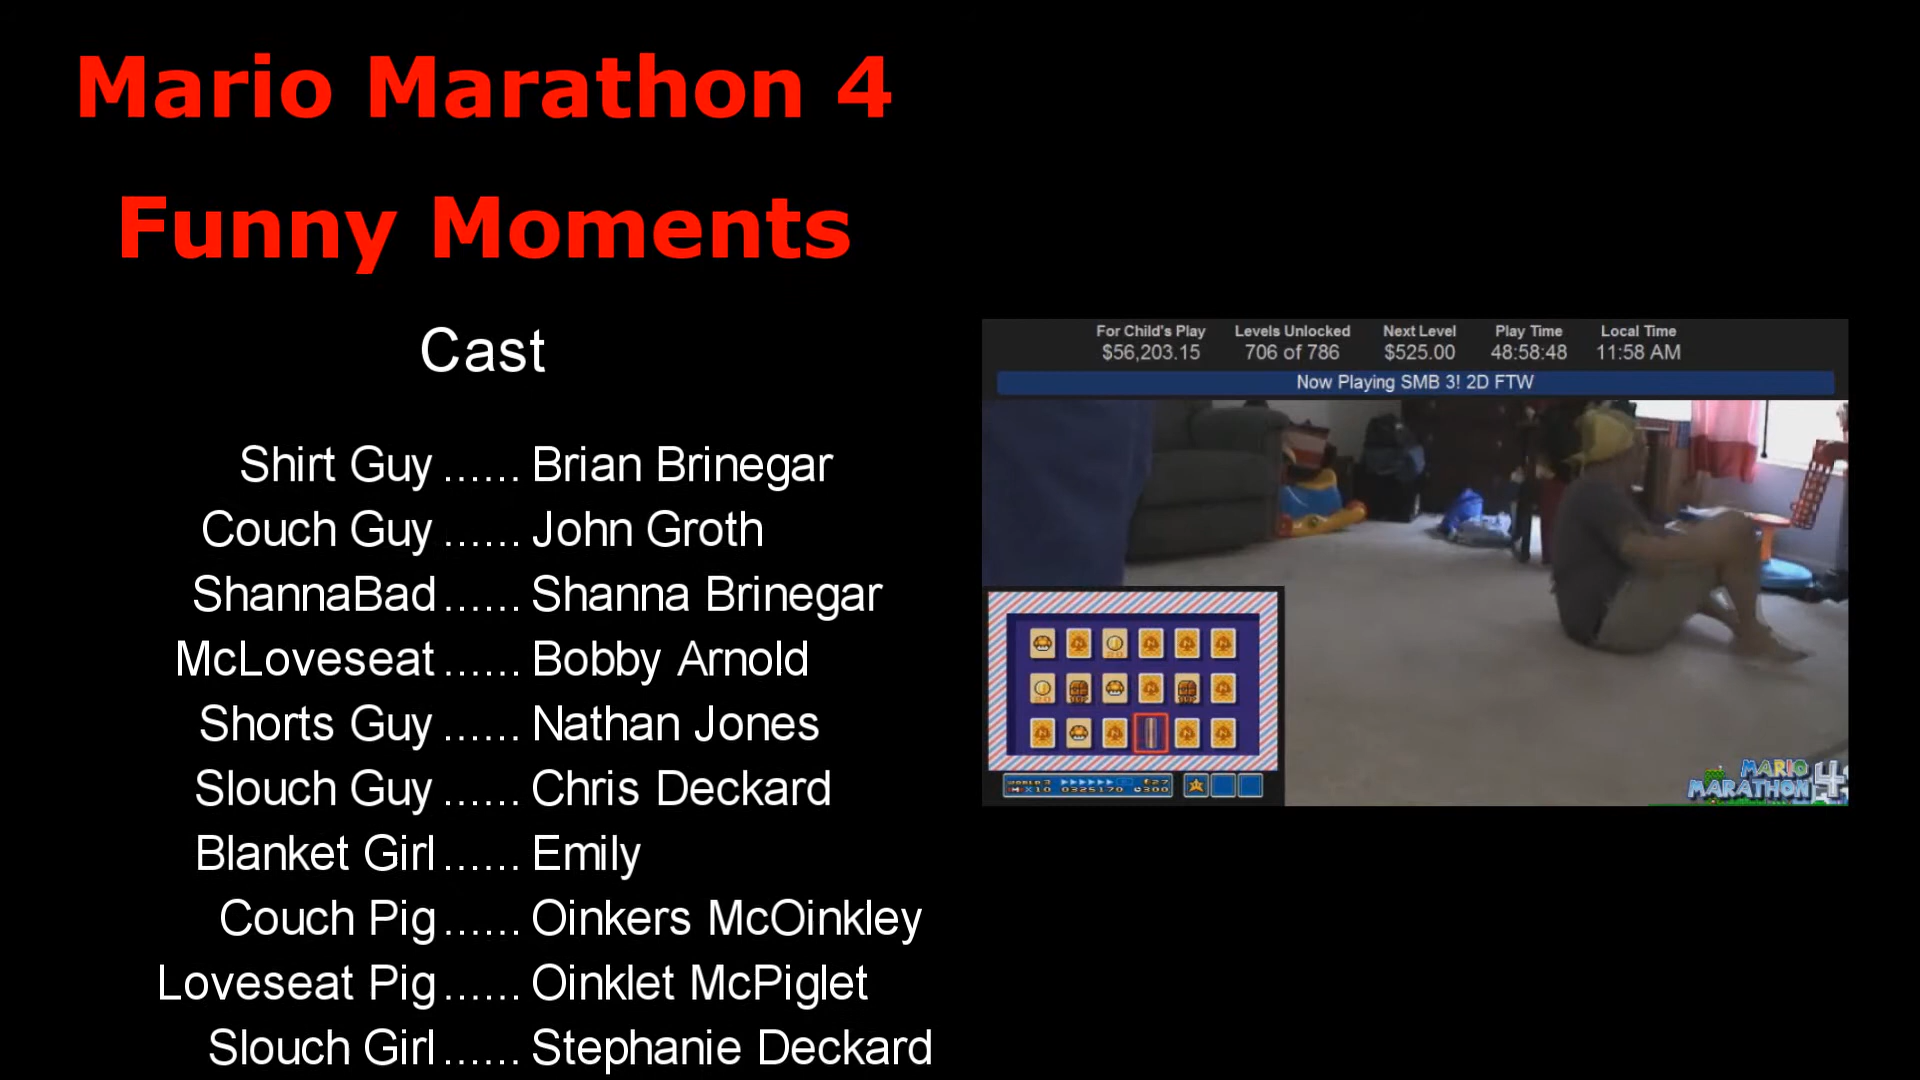 Mario Marathon 4
Funny Moments
Cast
Shirt Guy ...... Brian Brinegar
Couch Guy ...... John Groth
ShannaBad ...... Shanna Brinegar
McLoveseat ...... Bobby Arnold
Shorts Guy ...... Nathan Jones
Slouch Guy ...... Chris Deckard
Blanket Girl ...... Emily
Couch Pig ...... Oinkers McOinkley
Loveseat Pig ...... Oinklet McPiglet
Slouch Girl ...... Stephanie Deckard
For Child's Play Levels Unlocked Next Level Play Time Local Time
$56,203.15 706 of 786 $525.00 48:58:48 11:58 AM
Now Playing SMB 3! 2D FTW
WORLD 3
0325170 300
MARIO
MARATHON 4